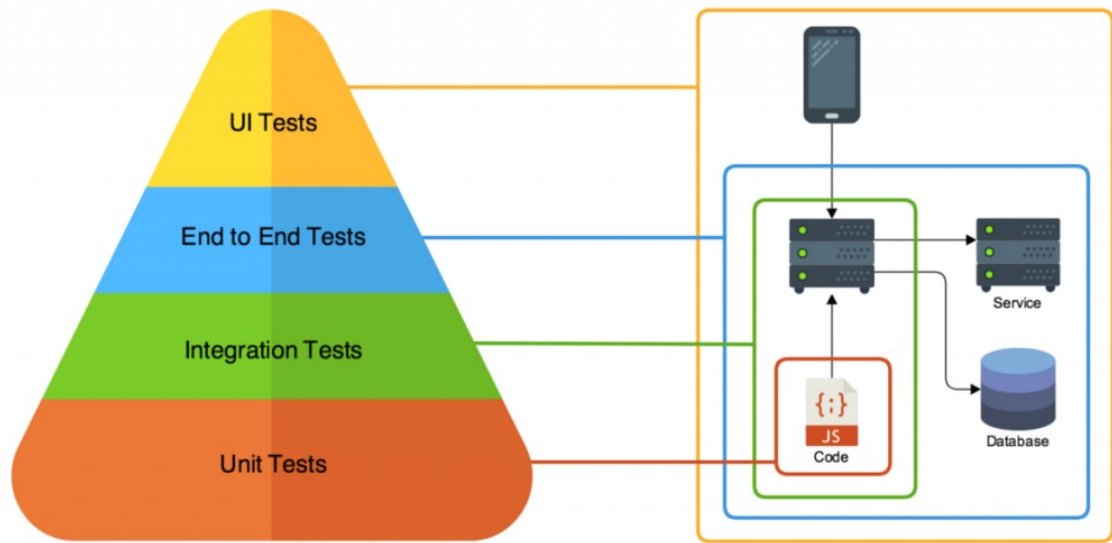 UI Tests
End to End Tests
Integration Tests
Unit Tests
Service
Database
{;}
JS
Code